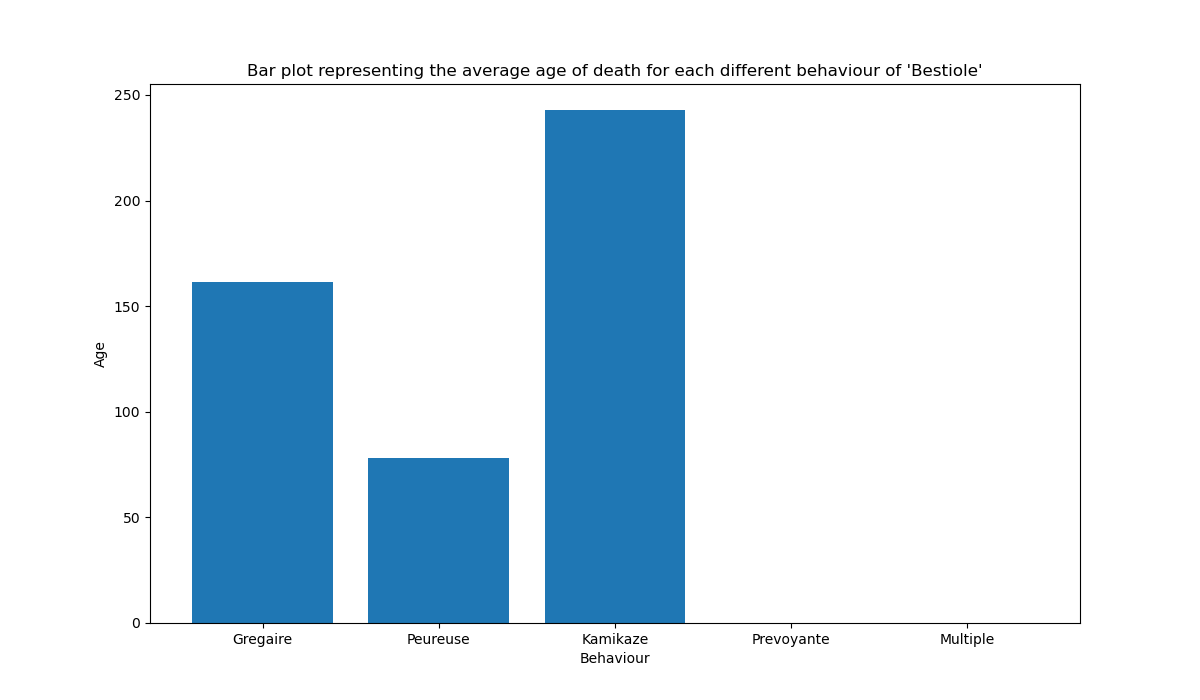 Bar plot representing the average age of death for each different behaviour of 'Bestiole'
250
200
150
100
50
0
Age
Gregaire
Peureuse
Kamikaze
Prevoyante
Multiple
Behaviour